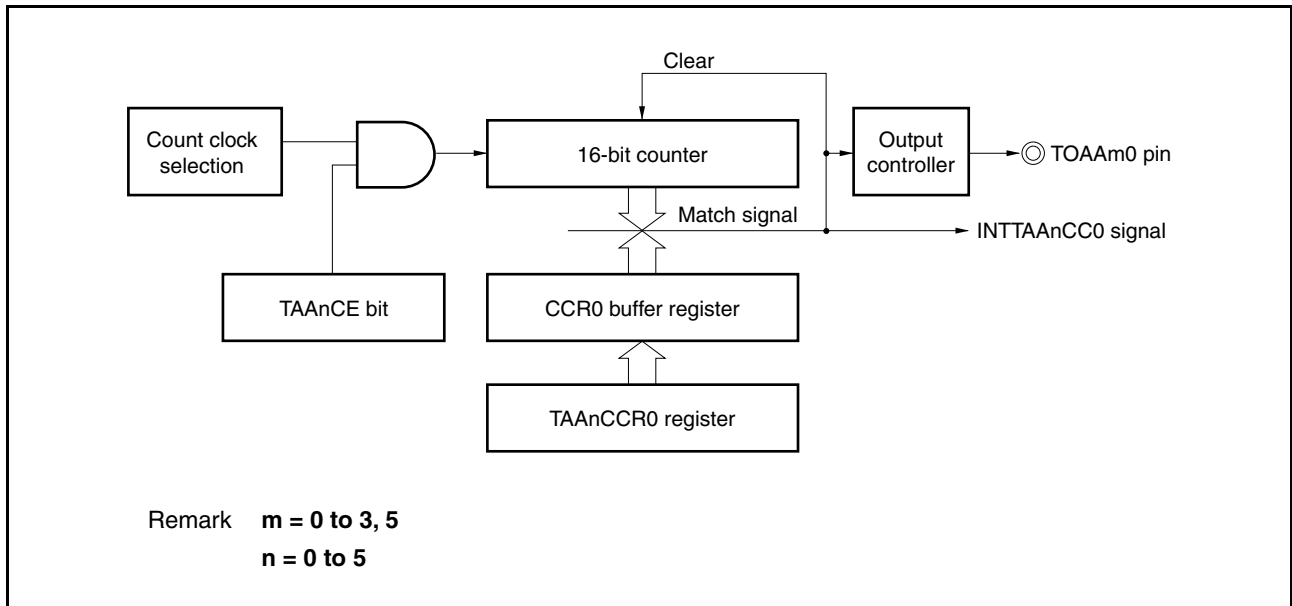 Clear
Count clock
selection
16-bit counter
Output
controller
TOAAm0 pin
Match signal
INTTAAnCC0 signal
TAAnCE bit
CCR0 buffer register
TAAnCCR0 register
Remark m = 0 to 3, 5
n = 0 to 5